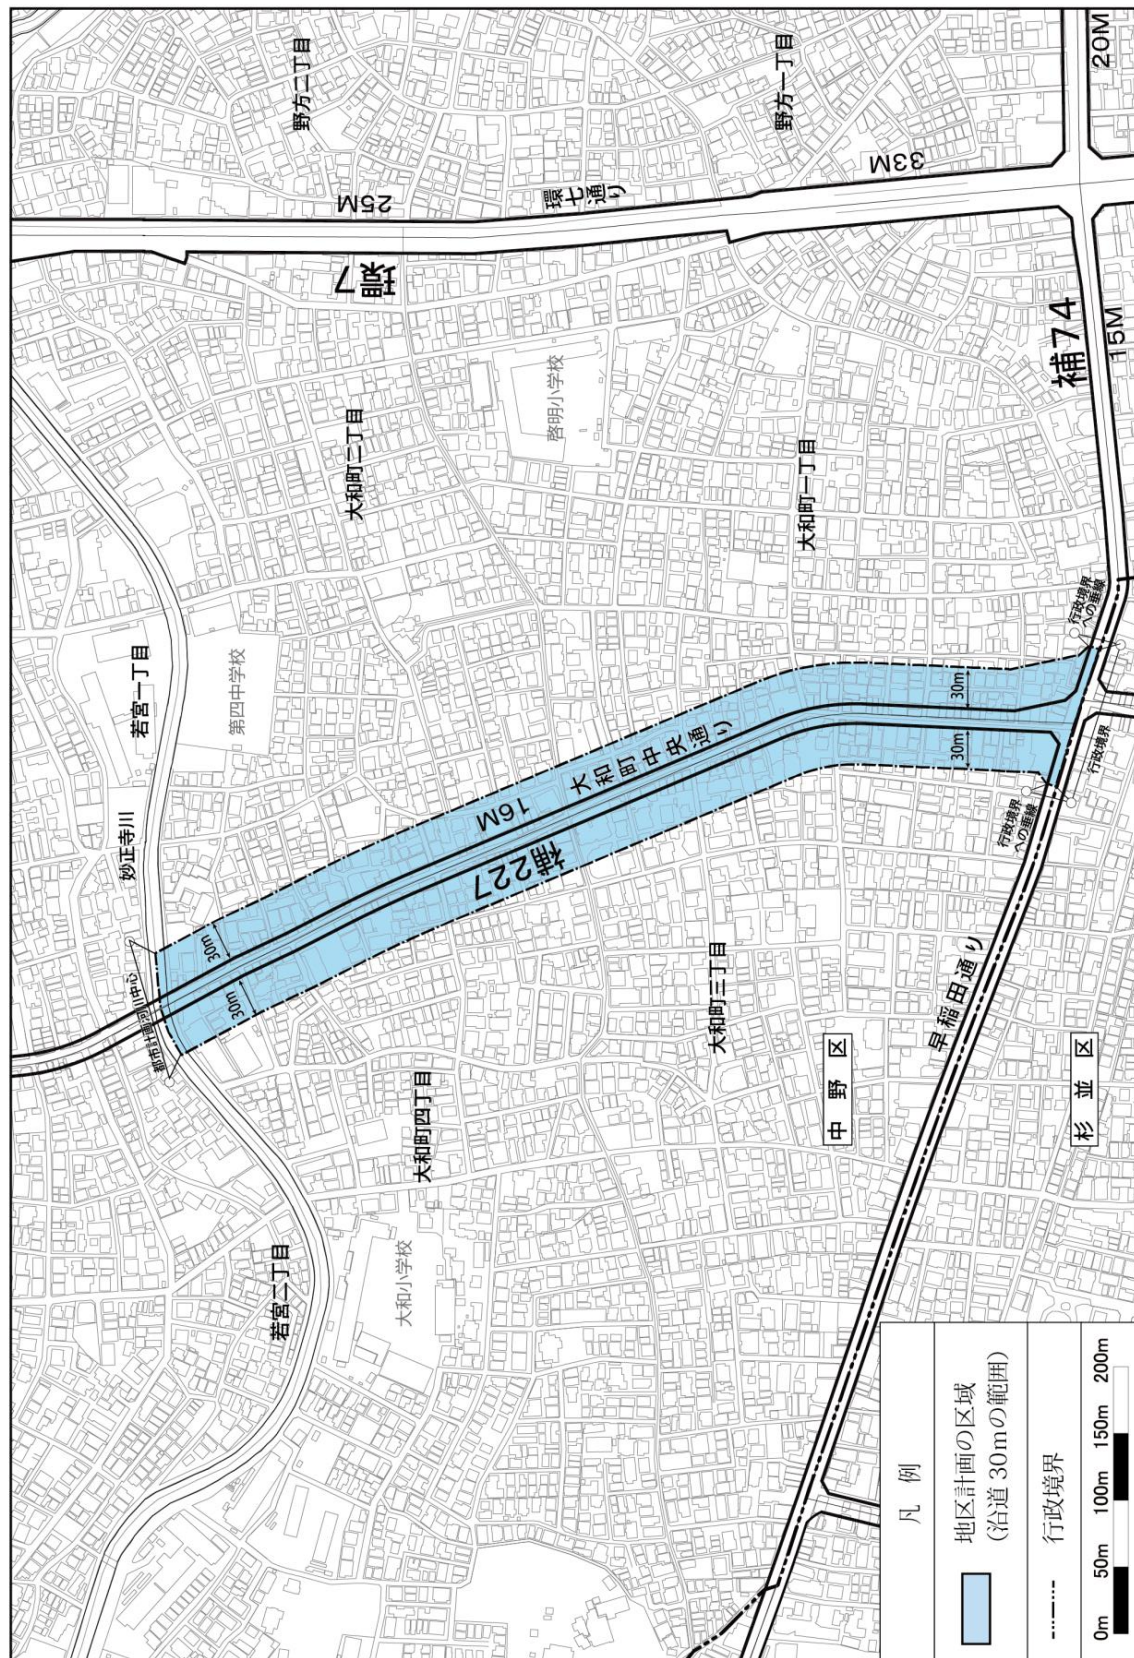 野方二丁目
野方一丁目
20M
33M
環七通り
25M
環7
補74
15M
啓明小学校
大和町二丁目
大和町一丁目
若宮一丁目
第四中学校
妙正寺川
都市計画河川中心
30m
30m
16M
大和町中央通り
補227
30m
30m
行政境界
への垂線
行政境界
への垂線
行政境界
大和町三丁目
大和町四丁目
早稲田通り
中野区
杉並区
若宮二丁目
大和小学校
凡例
地区計画の区域
(沿道30mの範囲)
行政境界
0m 50m 100m 150m 200m